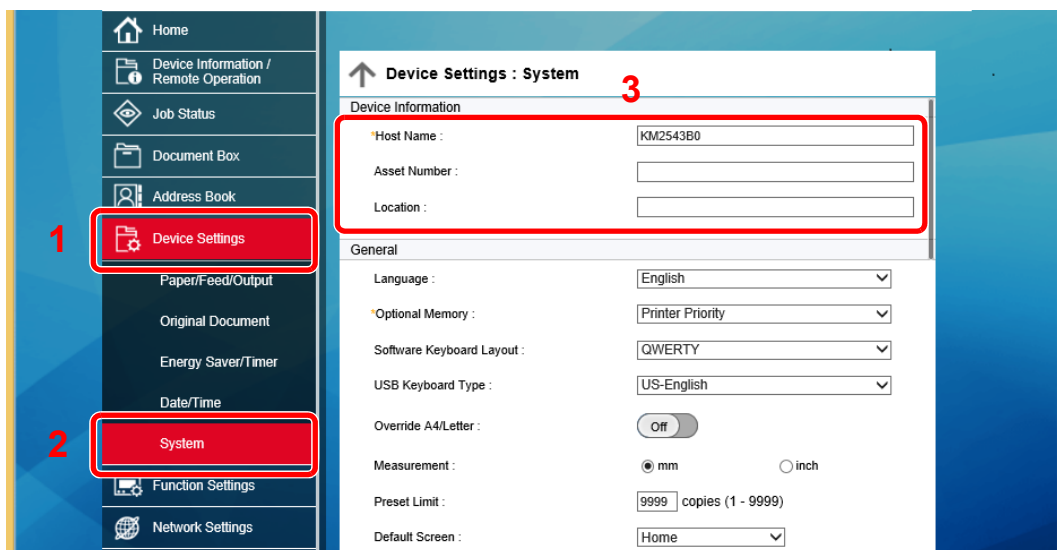 Home
Device Information /
Remote Operation
Job Status
Document Box
Address Book
1
Device Settings
Paper/Feed/Output
Original Document
Energy Saver/Timer
Date/Time
2
System
Function Settings
Network Settings
Device Settings : System
3
Device Information
*Host Name : KM2543B0
Asset Number :
Location :
General
Language : English
*Optional Memory : Printer Priority
Software Keyboard Layout : QWERTY
USB Keyboard Type : US-English
Override A4/Letter : Off
Measurement : mm inch
Preset Limit : 9999 copies (1 - 9999)
Default Screen : Home